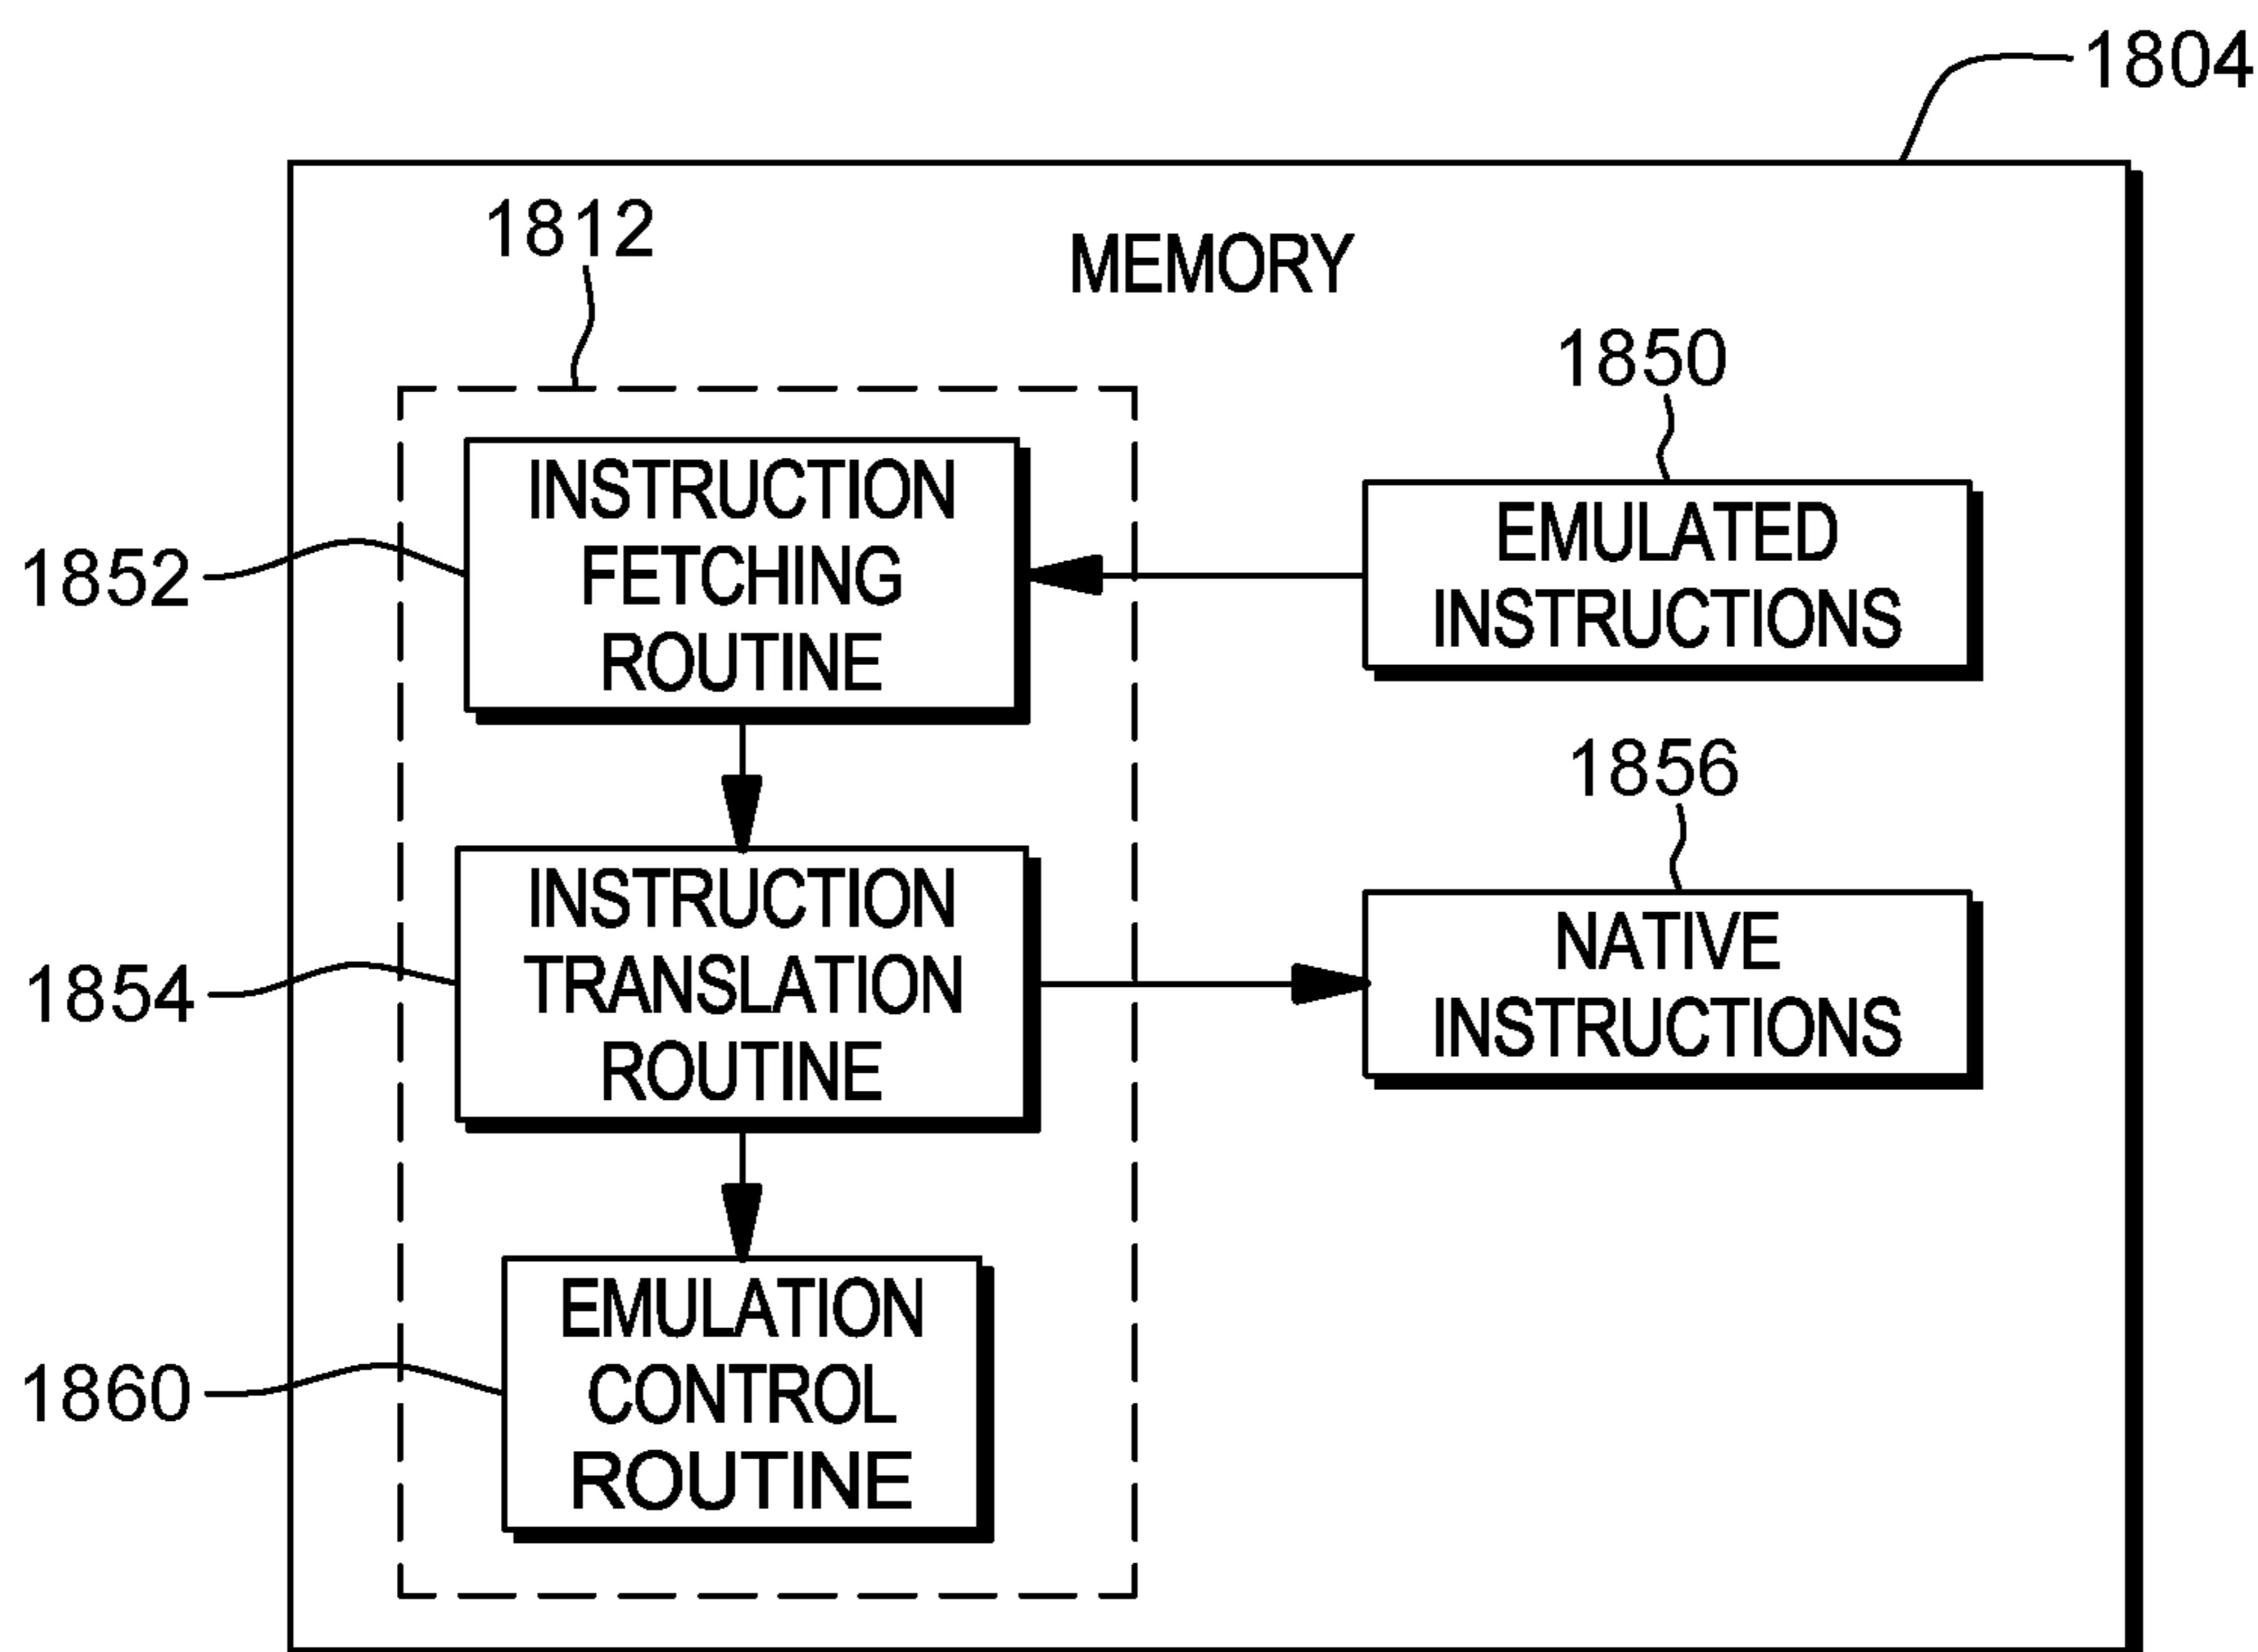 1804
1812
MEMORY
1850
INSTRUCTION
FETCHING
ROUTINE
1852
EMULATED
INSTRUCTIONS
1856
INSTRUCTION
TRANSLATION
ROUTINE
1854
NATIVE
INSTRUCTIONS
EMULATION
CONTROL
ROUTINE
1860